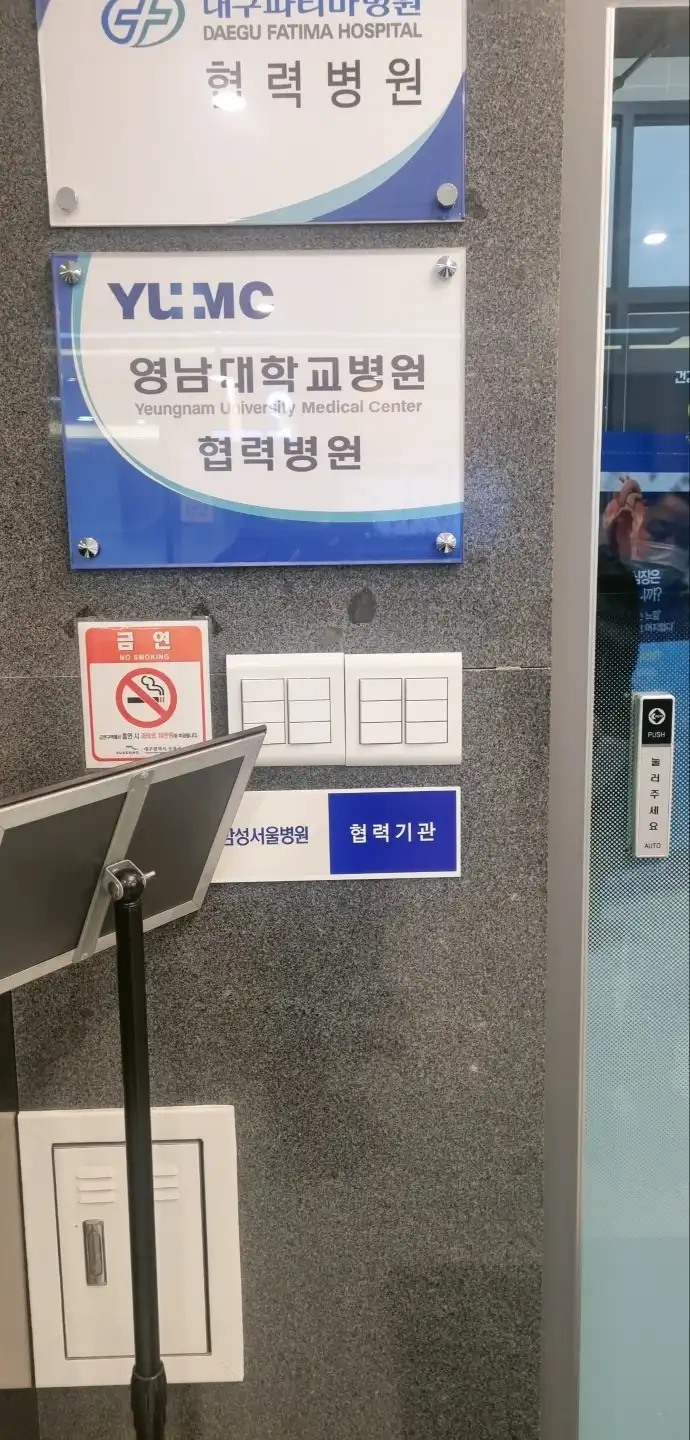 대구파티마병원
DAEGU FATIMA HOSPITAL
협력병원
YUMC
영남대학교병원
Yeungnam University Medical Center
협력병원
금연
NO SMOKING
삼성서울병원
협력기관
PUSH
눌러주세요
AUTO